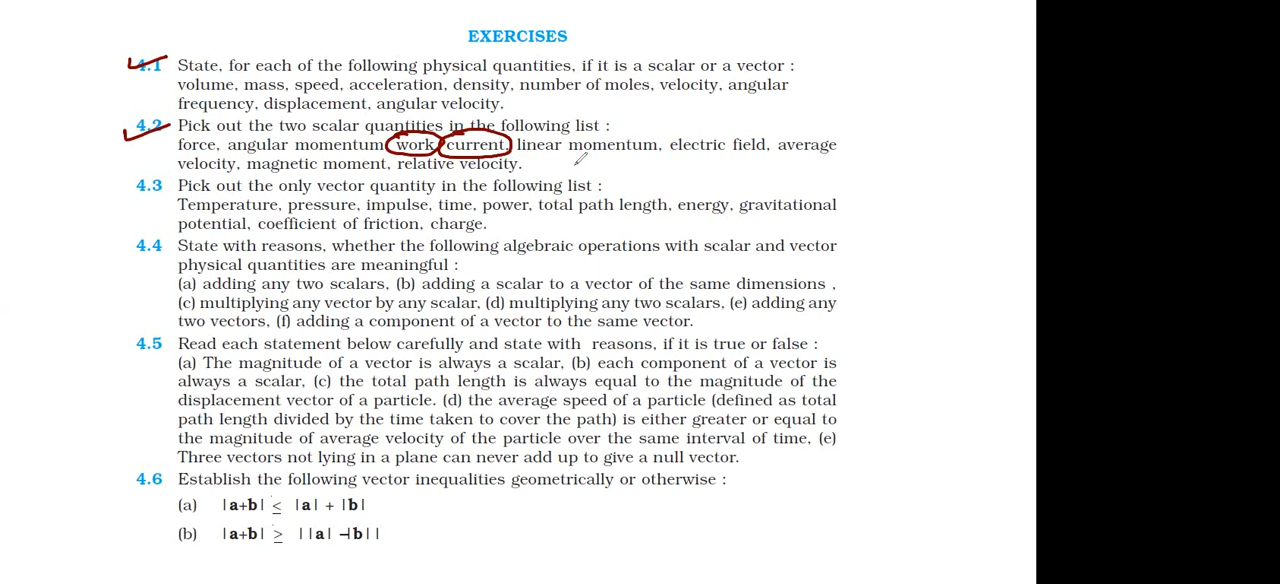 EXERCISES
4.1 State, for each of the following physical quantities, if it is a scalar or a vector :
volume, mass, speed, acceleration, density, number of moles, velocity, angular
frequency, displacement, angular velocity.
4.2 Pick out the two scalar quantities in the following list :
force, angular momentum, work, current, linear momentum, electric field, average
velocity, magnetic moment, relative velocity.
4.3 Pick out the only vector quantity in the following list :
Temperature, pressure, impulse, time, power, total path length, energy, gravitational
potential, coefficient of friction, charge.
4.4 State with reasons, whether the following algebraic operations with scalar and vector
physical quantities are meaningful :
(a) adding any two scalars, (b) adding a scalar to a vector of the same dimensions ,
(c) multiplying any vector by any scalar, (d) multiplying any two scalars, (e) adding any
two vectors, (f) adding a component of a vector to the same vector.
4.5 Read each statement below carefully and state with reasons, if it is true or false :
(a) The magnitude of a vector is always a scalar, (b) each component of a vector is
always a scalar, (c) the total path length is always equal to the magnitude of the
displacement vector of a particle. (d) the average speed of a particle (defined as total
path length divided by the time taken to cover the path) is either greater or equal to
the magnitude of average velocity of the particle over the same interval of time, (e)
Three vectors not lying in a plane can never add up to give a null vector.
4.6 Establish the following vector inequalities geometrically or otherwise :
(a) |a+b| ≤ |a| + |b|
(b) |a+b| ≥ ||a| −|b||